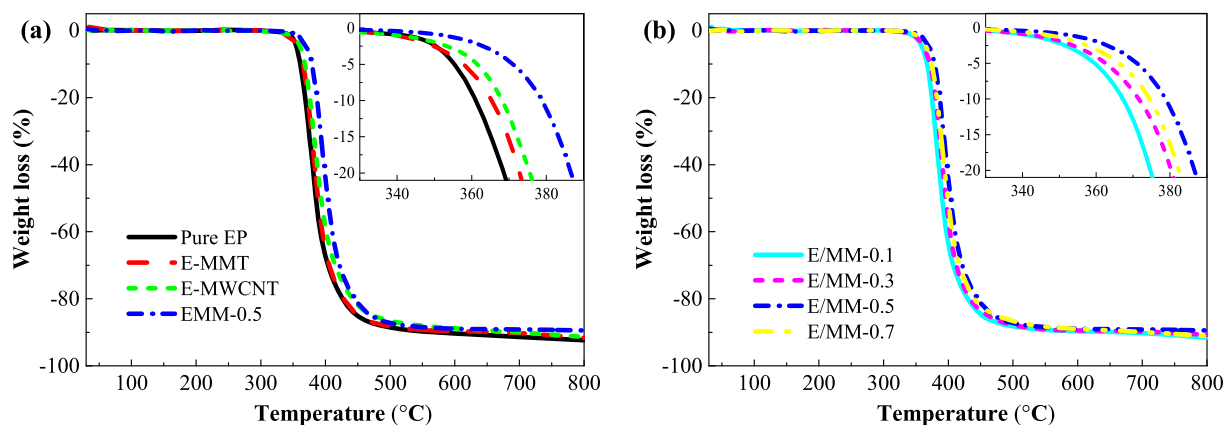 (a)
Weight loss (%)
0
-20
-40
-60
-80
-100
0
-5
-10
-15
-20
340 360 380
Pure EP
E-MMT
E-MWCNT
EMM-0.5
100 200 300 400 500 600 700 800
Temperature (°C)
(b)
Weight loss (%)
0
-20
-40
-60
-80
-100
0
-5
-10
-15
-20
340 360 380
E/MM-0.1
E/MM-0.3
E/MM-0.5
E/MM-0.7
100 200 300 400 500 600 700 800
Temperature (°C)